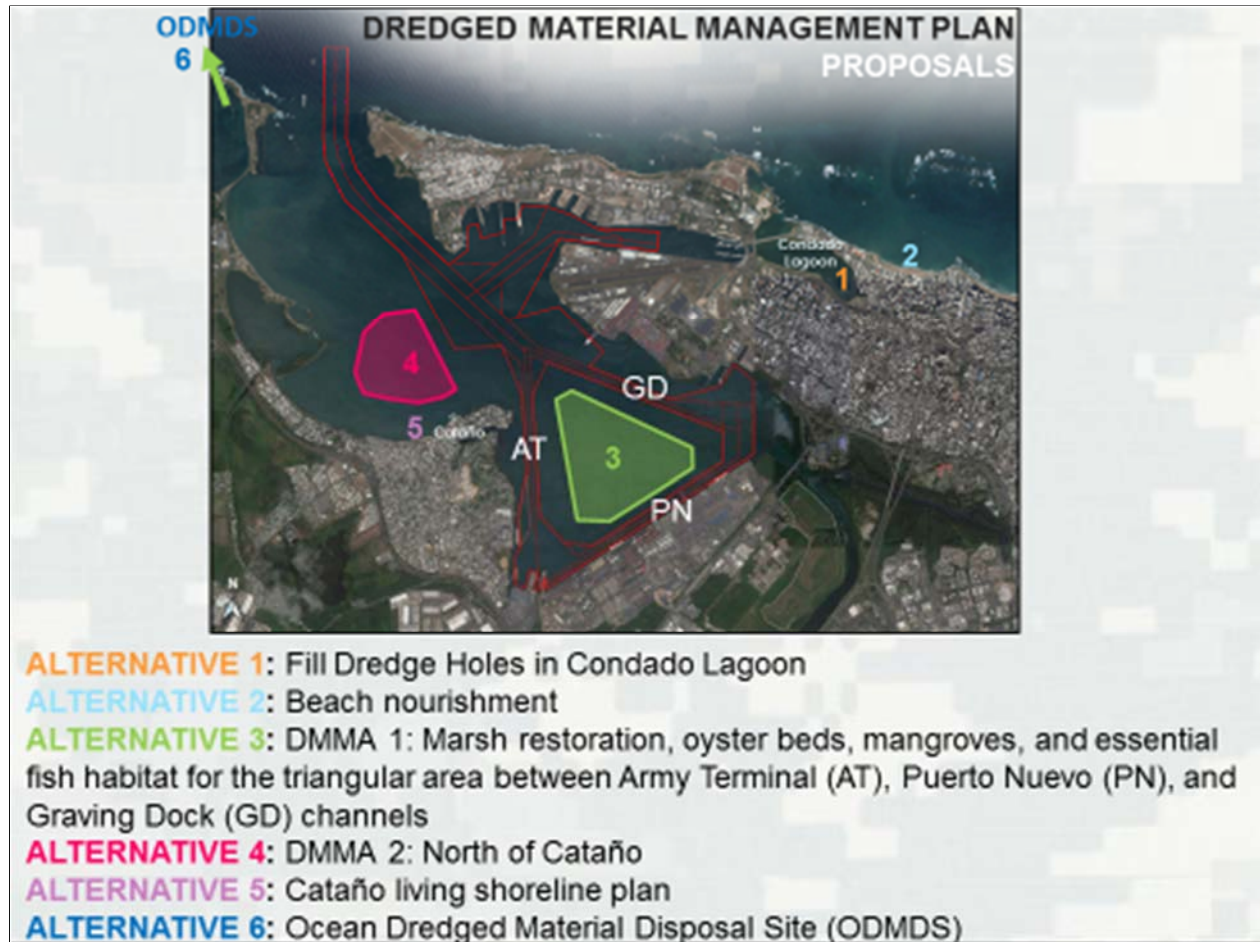 ODMDS
6
DREDGED MATERIAL MANAGEMENT PLAN
PROPOSALS
Condado
Lagoon
1
2
4
5
Cataño
GD
AT
3
PN
N
ALTERNATIVE 1: Fill Dredge Holes in Condado Lagoon
ALTERNATIVE 2: Beach nourishment
ALTERNATIVE 3: DMMA 1: Marsh restoration, oyster beds, mangroves, and essential
fish habitat for the triangular area between Army Terminal (AT), Puerto Nuevo (PN), and
Graving Dock (GD) channels
ALTERNATIVE 4: DMMA 2: North of Cataño
ALTERNATIVE 5: Cataño living shoreline plan
ALTERNATIVE 6: Ocean Dredged Material Disposal Site (ODMDS)